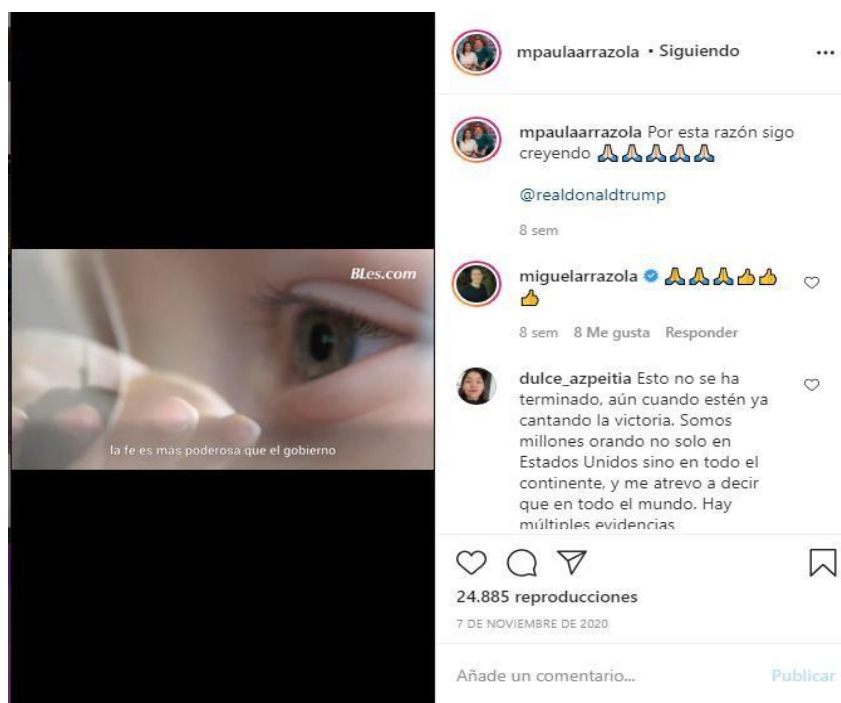 BLes.com
la fe es más poderosa que el gobierno
mpaulaarrazola • Siguiendo
mpaulaarrazola Por esta razón sigo
creyendo 🙏🏻🙏🏻🙏🏻🙏🏻🙏🏻
@realdonaldtrump
8 sem
miguelarrazola 🙏🙏🙏👍👍
👍
8 sem 8 Me gusta Responder
dulce_azpeitia Esto no se ha
terminado, aún cuando estén ya
cantando la victoria. Somos
millones orando no solo en
Estados Unidos sino en todo el
continente, y me atrevo a decir
que en todo el mundo. Hay
múltiples evidencias
24.885 reproducciones
7 DE NOVIEMBRE DE 2020
Añade un comentario...
Publicar